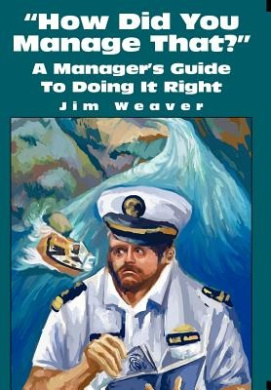 “How Did You
Manage That?”
A Manager's Guide
To Doing It Right
Jim Weaver